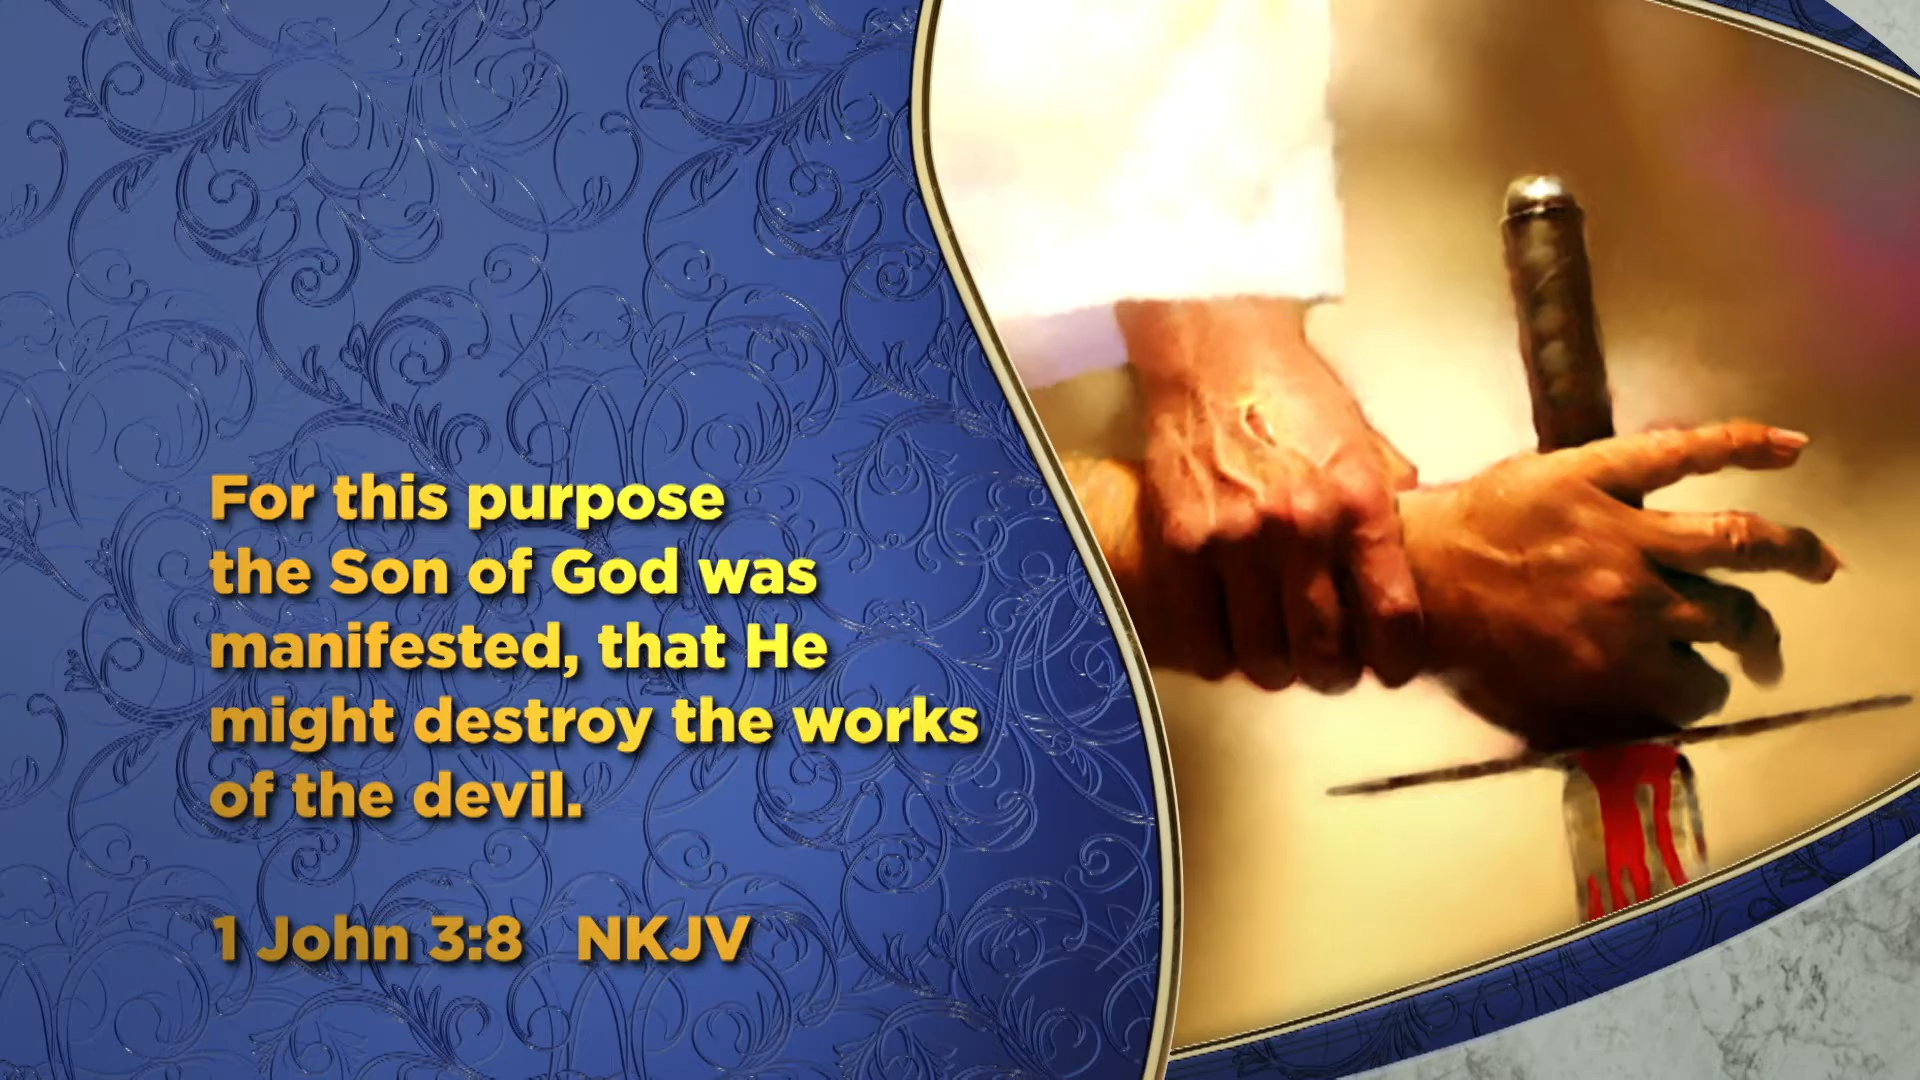 For this purpose
the Son of God was
manifested, that He
might destroy the works
of the devil.
1 John 3:8 NKJV